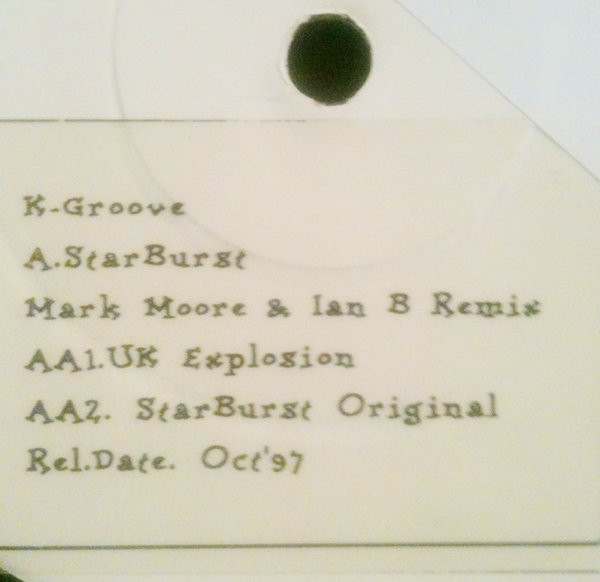 K-Groove
A.StarBurst
Mark Moore & Ian B Remix
AA1.UK Explosion
AA2. StarBurst Original
Rel.Date. Oct'97